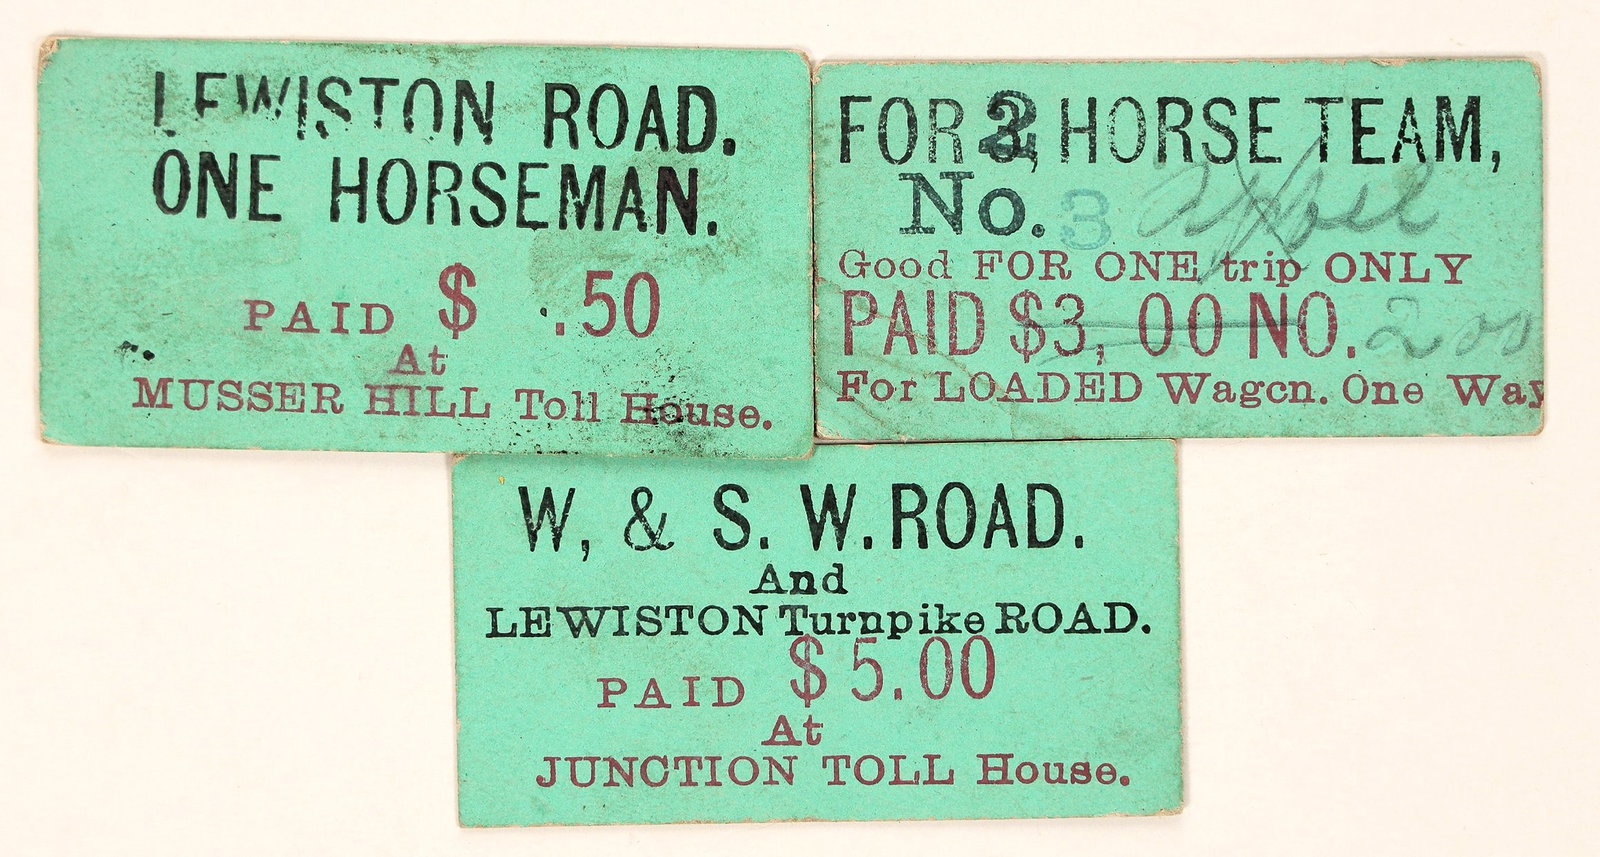 LEWISTON ROAD.
ONE HORSEMAN.
PAID $ .50
At
MUSSER HILL Toll House.
FOR 2, HORSE TEAM,
No. 3
Good FOR ONE trip ONLY
PAID $3,00 NO. 200
For LOADED Wagcn. One Way
W, & S. W. ROAD.
And
LEWISTON Turnpike ROAD.
PAID $5.00
At
JUNCTION TOLL House.